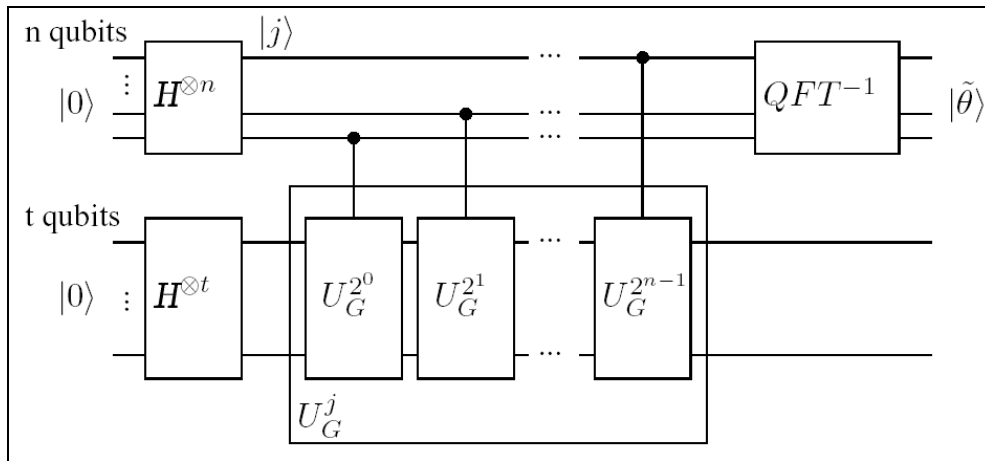 n qubits
|j⟩
...
⋮
|0⟩
H^{⊗n}
...
...
QFT^{-1}
|θ̃⟩
t qubits
|0⟩
⋮
H^{⊗t}
U_G^{2^0}
U_G^{2^1}
...
...
U_G^{2^{n-1}}
U_G^j